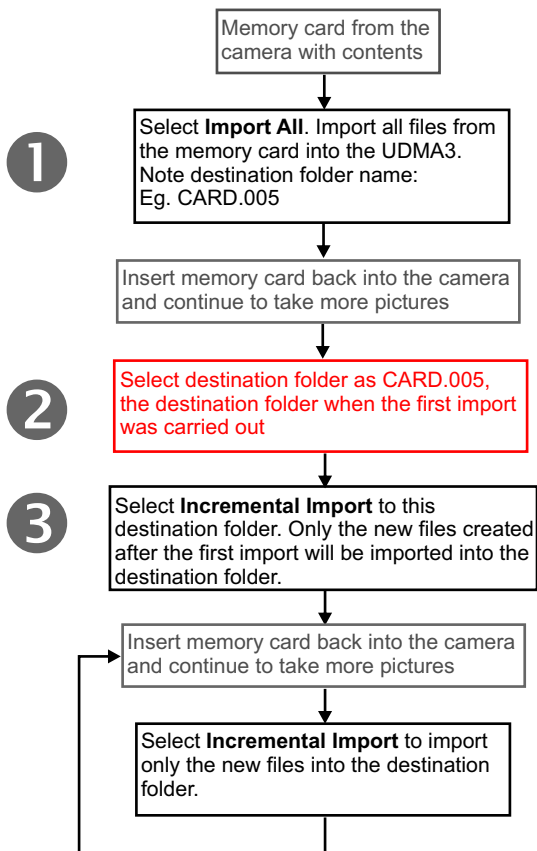 Memory card from the
camera with contents
1
Select Import All. Import all files from
the memory card into the UDMA3.
Note destination folder name:
Eg. CARD.005
Insert memory card back into the camera
and continue to take more pictures
2
Select destination folder as CARD.005,
the destination folder when the first import
was carried out
3
Select Incremental Import to this
destination folder. Only the new files created
after the first import will be imported into the
destination folder.
Insert memory card back into the camera
and continue to take more pictures
Select Incremental Import to import
only the new files into the destination
folder.